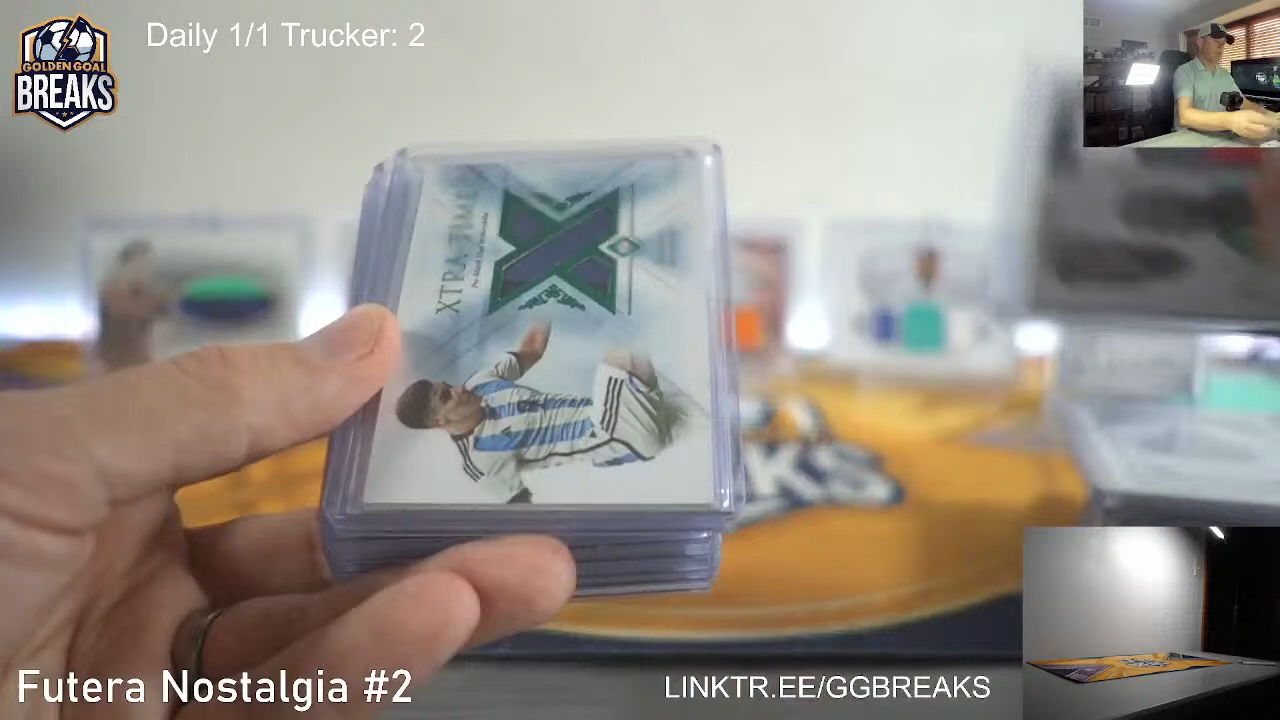 GOLDEN GOAL
BREAKS
Daily 1/1 Trucker: 2
XTRA-TIME
Futera Nostalgia #2
LINKTR.EE/GGBREAKS